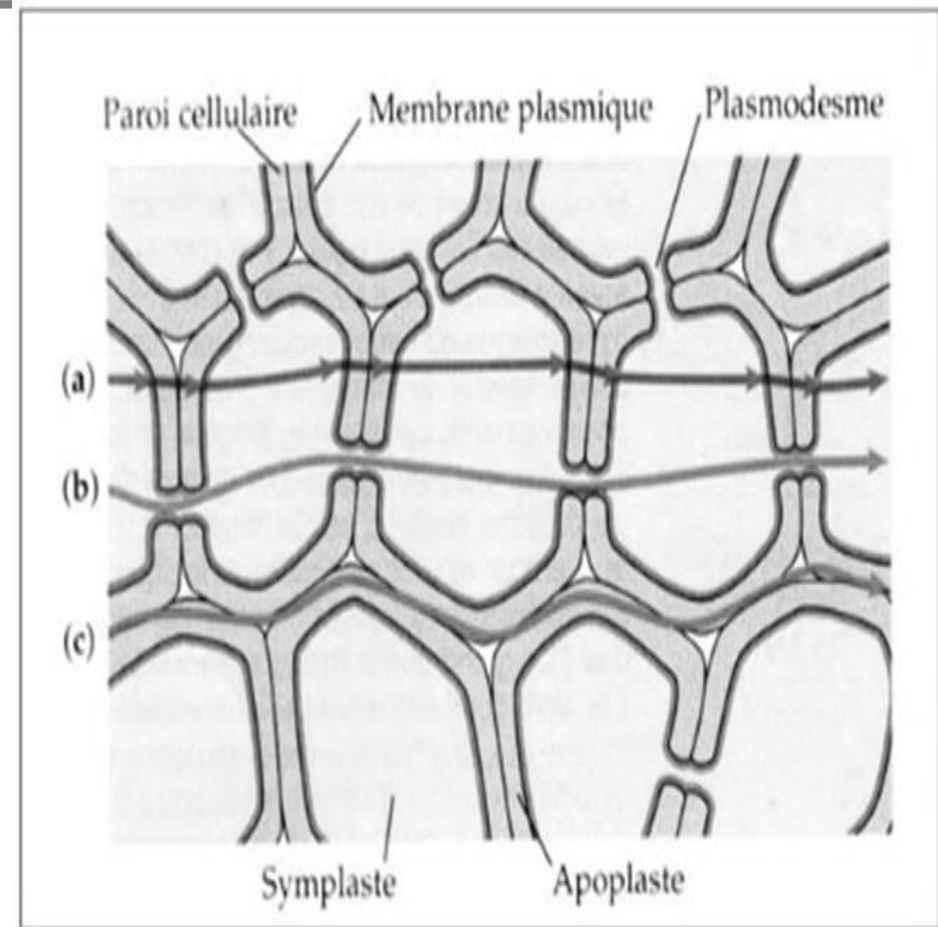 Paroi cellulaire
Membrane plasmique
Plasmodesme
(a)
(b)
(c)
Symplaste
Apoplaste